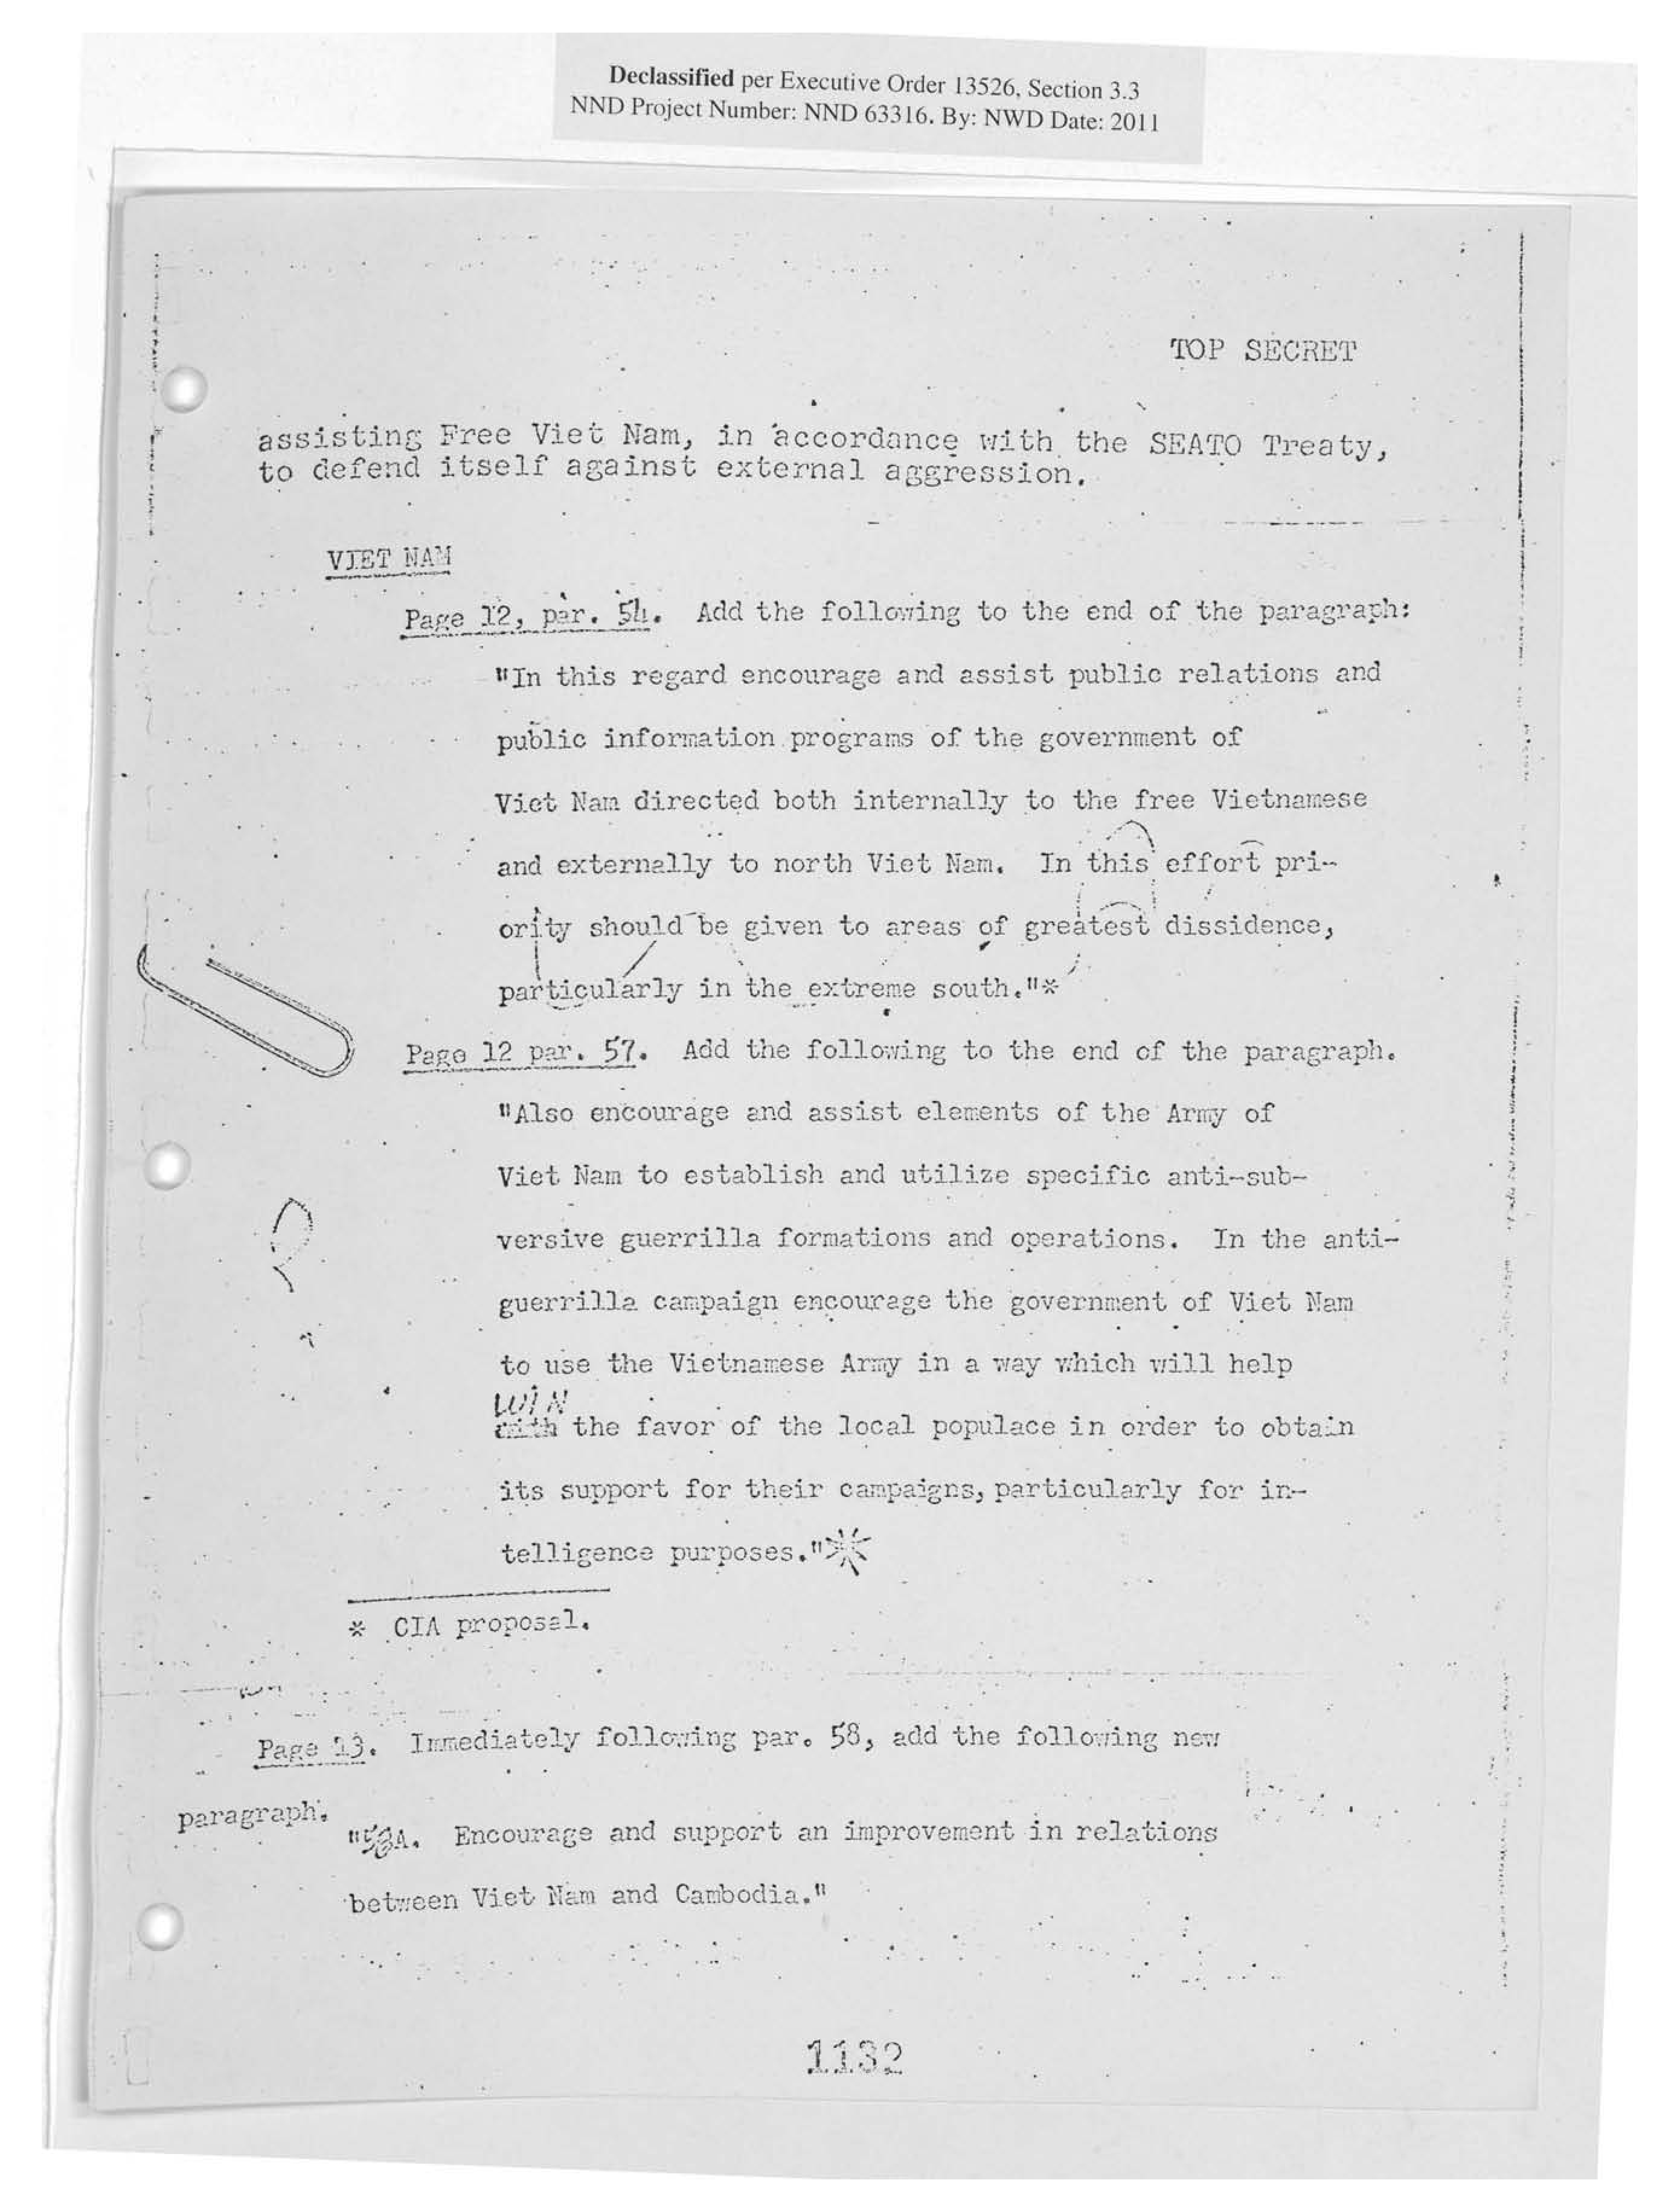 Declassified per Executive Order 13526, Section 3.3
NND Project Number: NND 63316. By: NWD Date: 2011
TOP SECRET
assisting Free Viet Nam, in accordance with the SEATO Treaty,
to defend itself against external aggression.
VIET NAM
Page 12, par. 54. Add the following to the end of the paragraph:
"In this regard encourage and assist public relations and
public information programs of the government of
Viet Nam directed both internally to the free Vietnamese
and externally to north Viet Nam. In this effort pri-
ority should be given to areas of greatest dissidence,
particularly in the extreme south."*
Page 12 par. 57. Add the following to the end of the paragraph.
"Also encourage and assist elements of the Army of
Viet Nam to establish and utilize specific anti-sub-
versive guerrilla formations and operations. In the anti-
guerrilla campaign encourage the government of Viet Nam
to use the Vietnamese Army in a way which will help
WIN
with the favor of the local populace in order to obtain
its support for their campaigns, particularly for in-
telligence purposes."*
* CIA proposal.
Page 13. Immediately following par. 58, add the following new
paragraph.
"58A. Encourage and support an improvement in relations
between Viet Nam and Cambodia."
1132